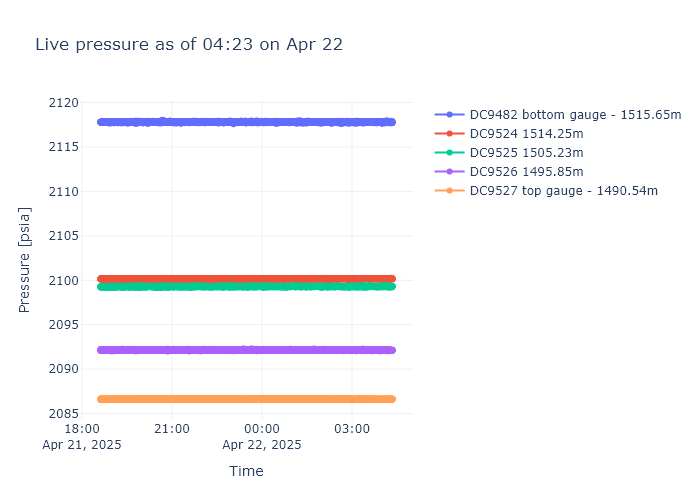 Live pressure as of 04:23 on Apr 22
2120
2115
2110
2105
2100
2095
2090
2085
Pressure [psia]
18:00
Apr 21, 2025
21:00
00:00
Apr 22, 2025
03:00
Time
DC9482 bottom gauge - 1515.65m
DC9524 1514.25m
DC9525 1505.23m
DC9526 1495.85m
DC9527 top gauge - 1490.54m